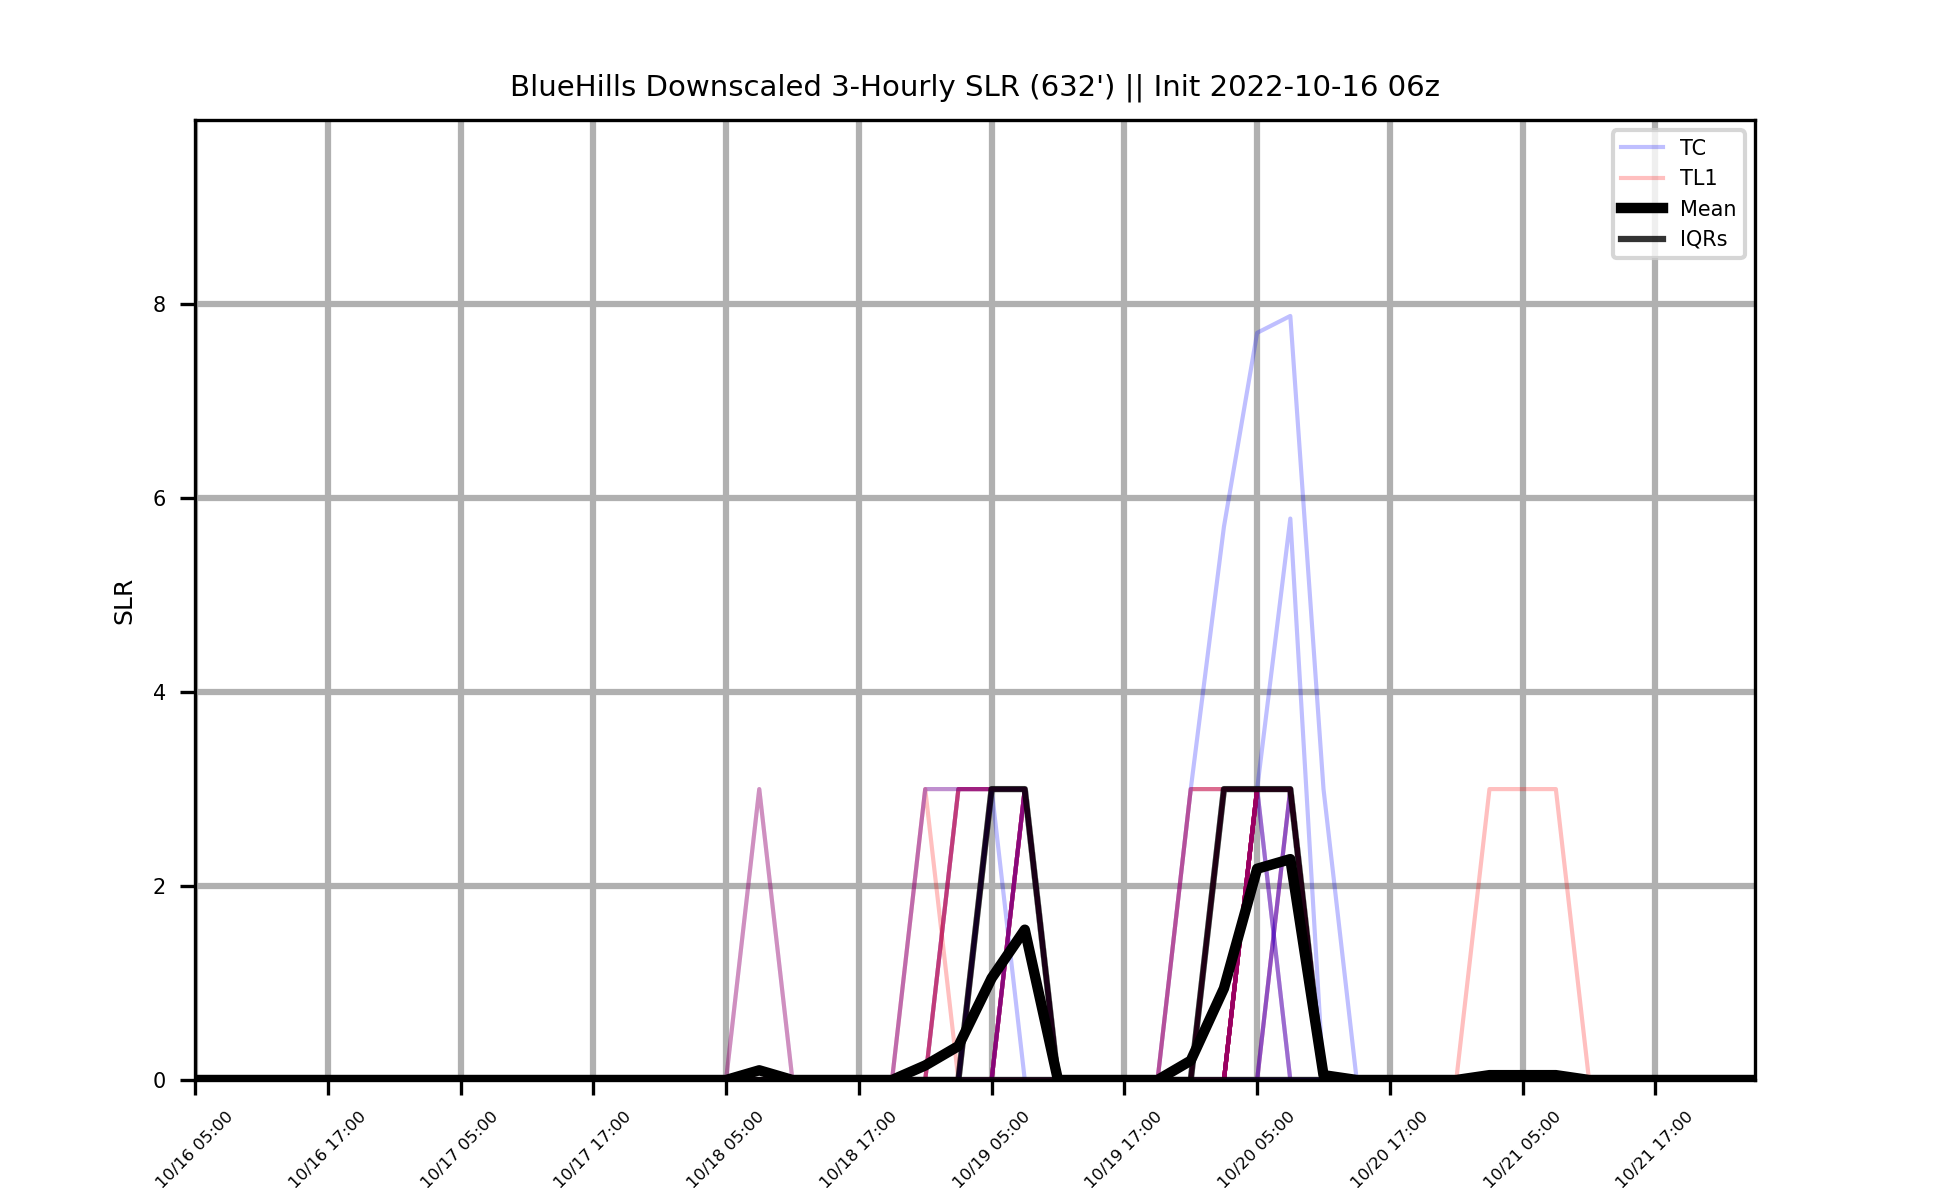 BlueHills Downscaled 3-Hourly SLR (632') || Init 2022-10-16 06z
TC
TL1
Mean
IQRs
SLR
8
6
4
2
0
10/16 05:00
10/16 17:00
10/17 05:00
10/17 17:00
10/18 05:00
10/18 17:00
10/19 05:00
10/19 17:00
10/20 05:00
10/20 17:00
10/21 05:00
10/21 17:00